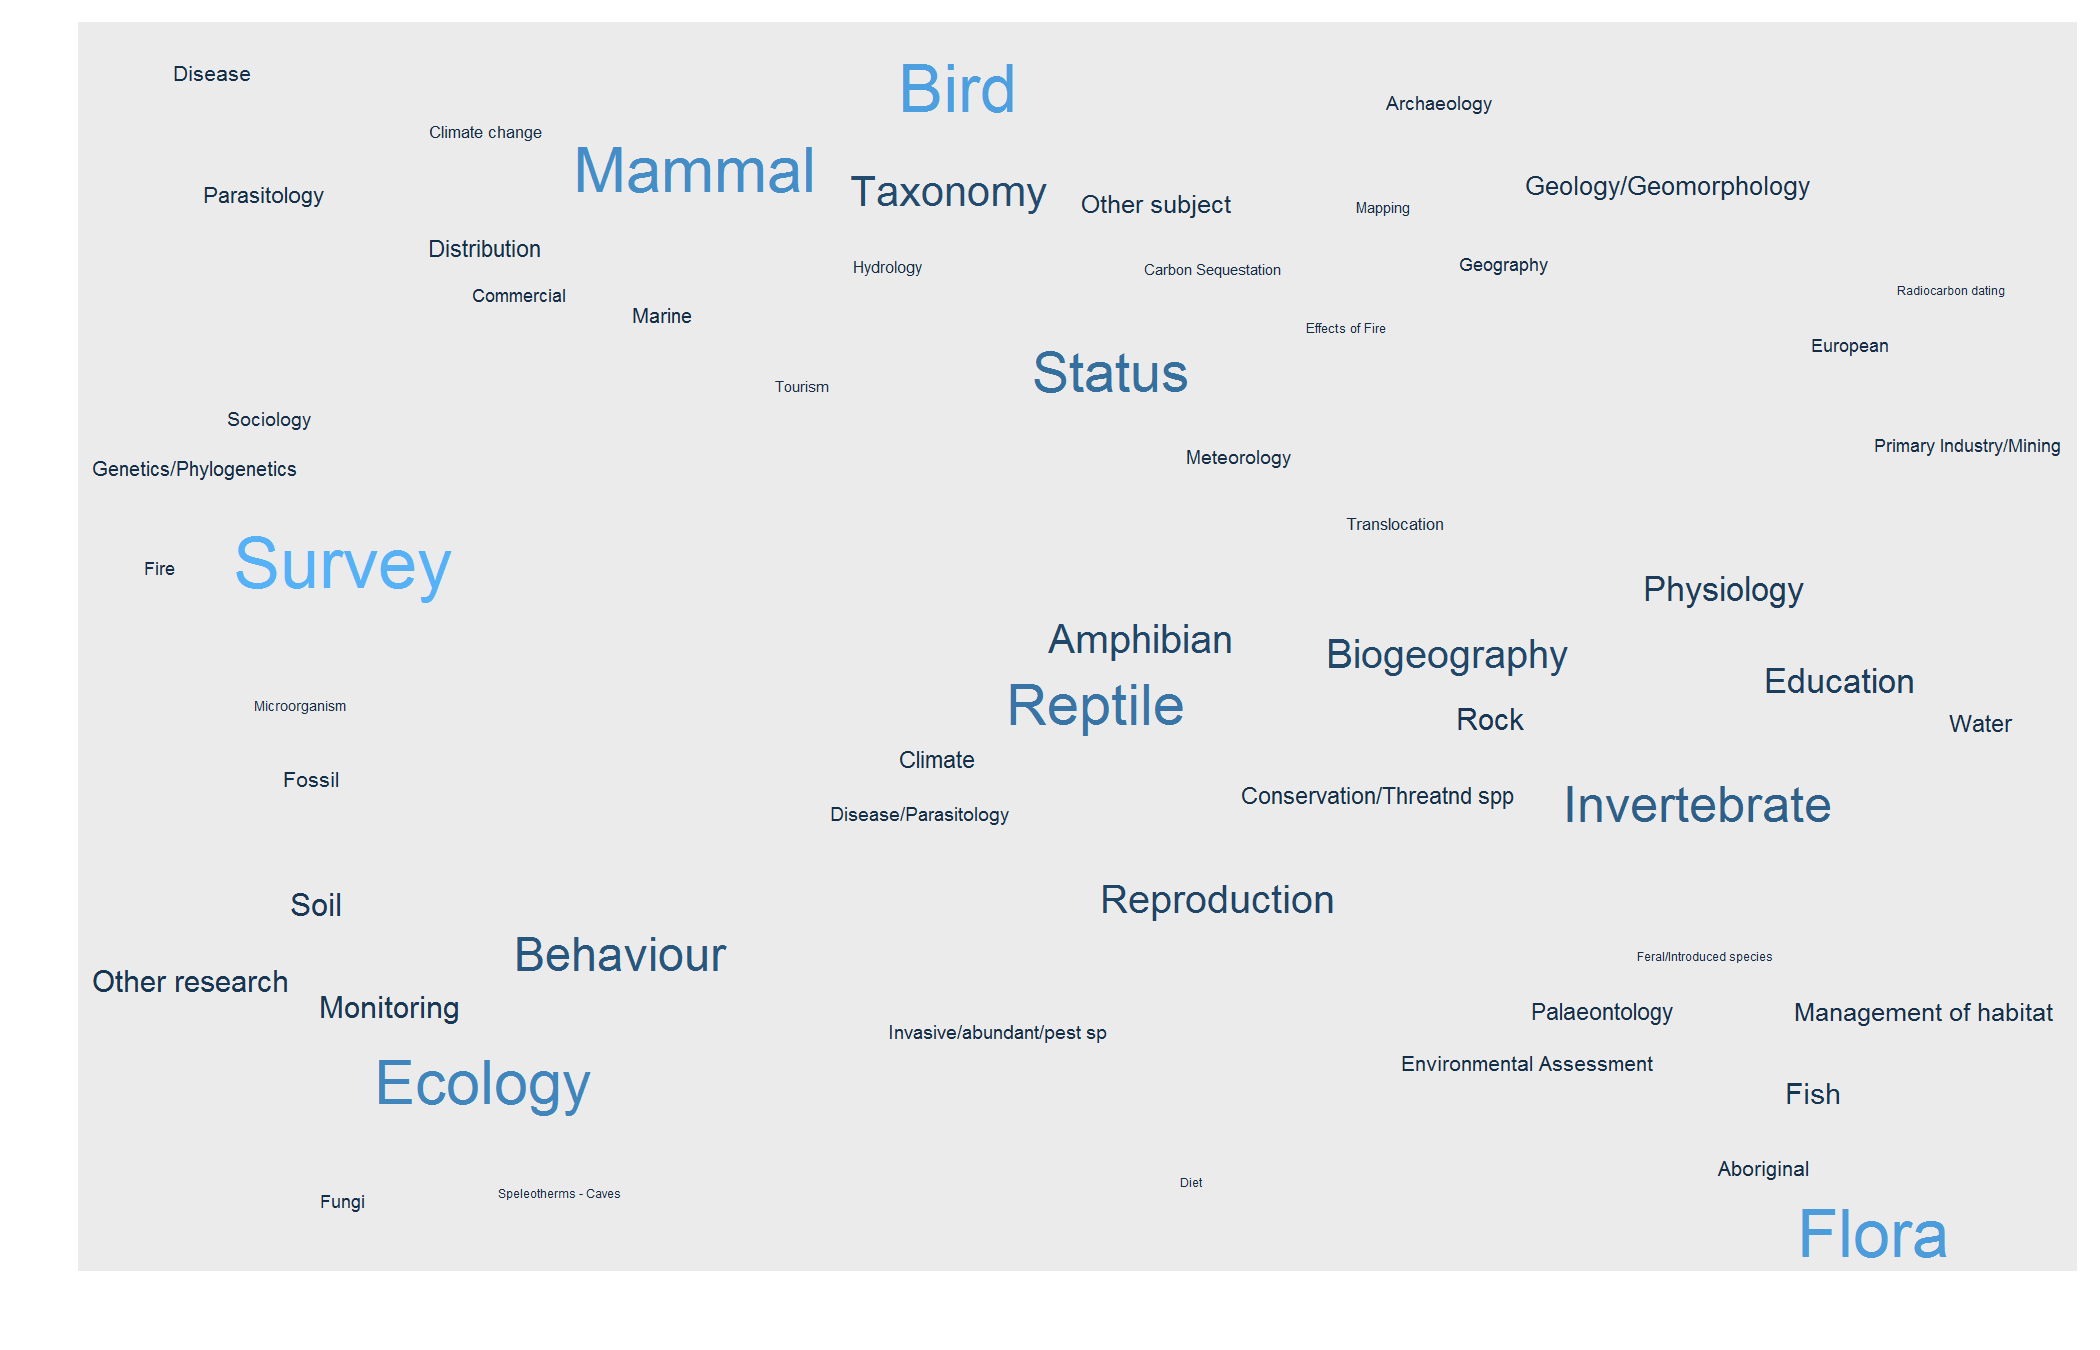 Disease
Bird
Archaeology
Climate change
Mammal
Taxonomy
Geology/Geomorphology
Parasitology
Other subject
Mapping
Distribution
Hydrology
Carbon Sequestation
Geography
Radiocarbon dating
Commercial
Marine
Effects of Fire
European
Status
Tourism
Sociology
Primary Industry/Mining
Meteorology
Genetics/Phylogenetics
Translocation
Fire
Survey
Physiology
Amphibian
Biogeography
Education
Microorganism
Reptile
Rock
Water
Climate
Fossil
Conservation/Threatnd spp
Invertebrate
Disease/Parasitology
Soil
Reproduction
Behaviour
Feral/Introduced species
Other research
Monitoring
Palaeontology
Management of habitat
Invasive/abundant/pest sp
Environmental Assessment
Ecology
Fish
Aboriginal
Diet
Speleotherms - Caves
Fungi
Flora